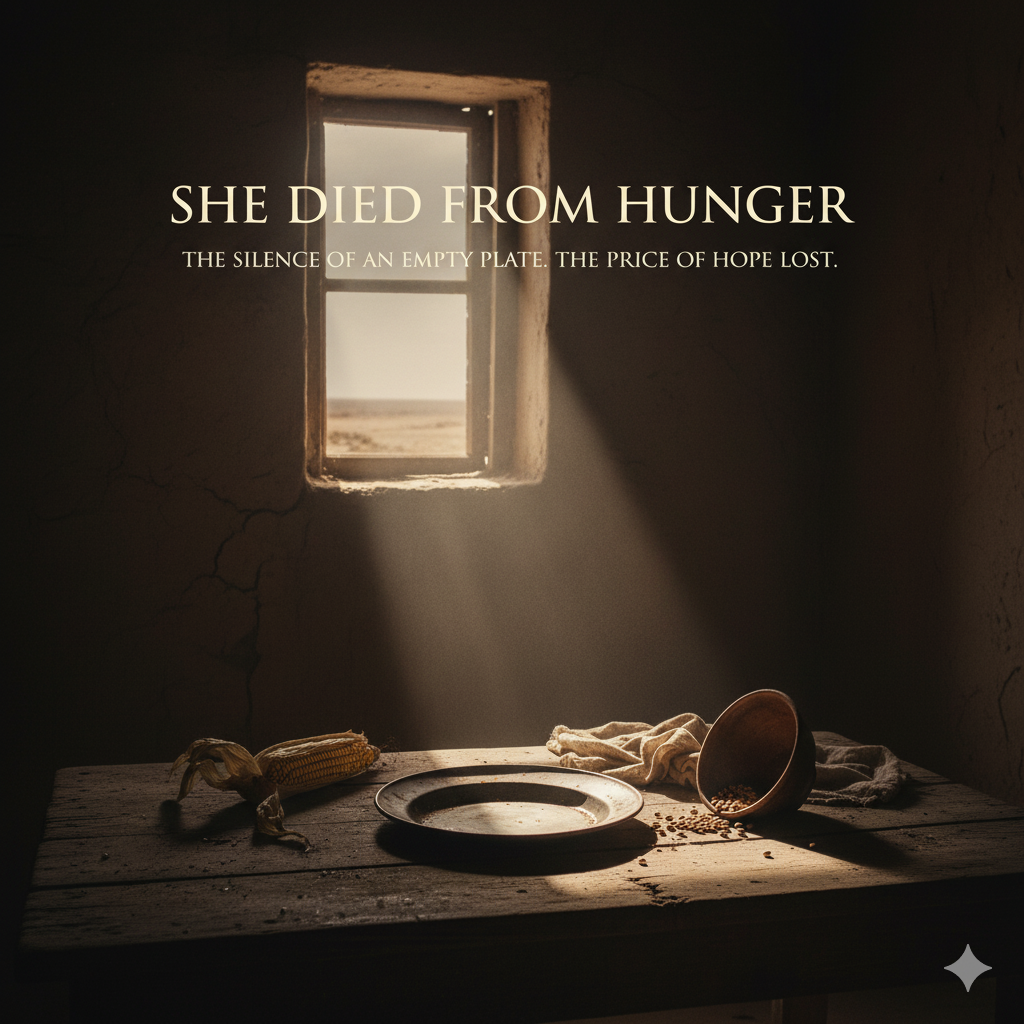 SHE DIED FROM HUNGER
THE SILENCE OF AN EMPTY PLATE. THE PRICE OF HOPE LOST.